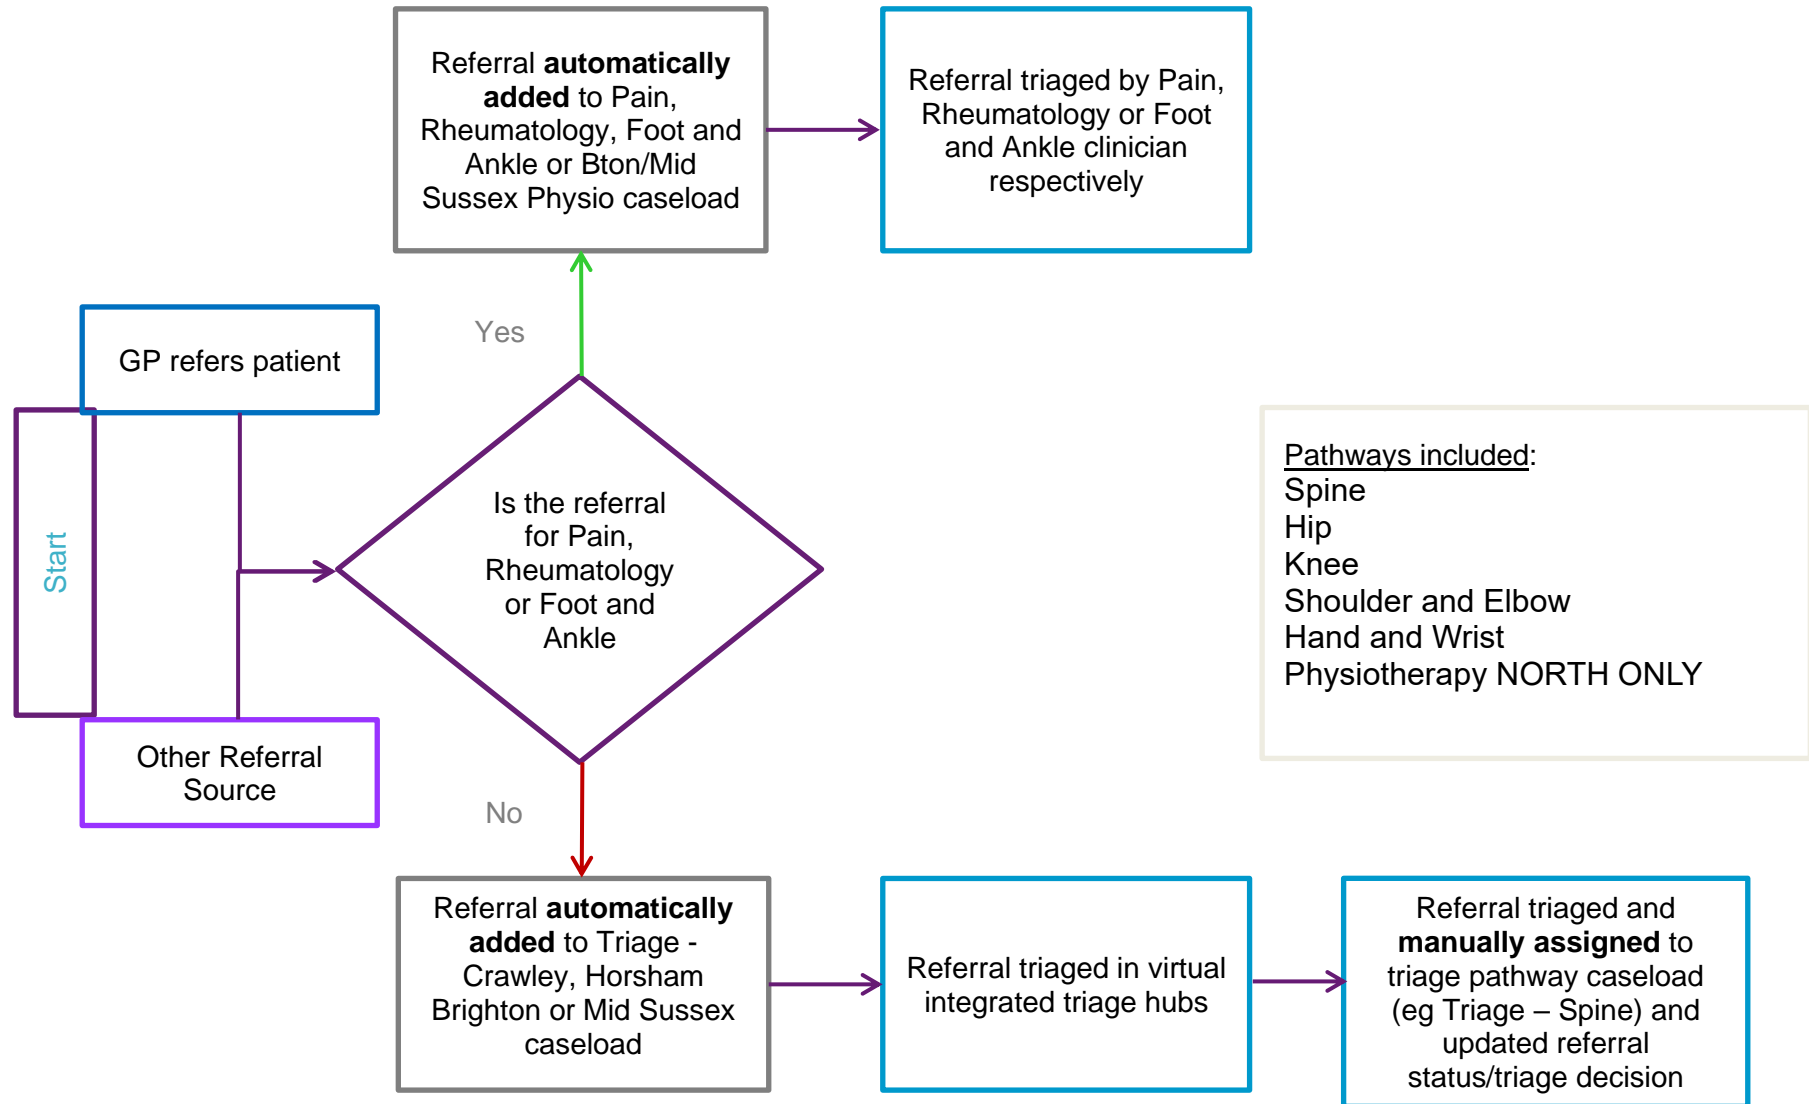 Referral automatically
added to Pain,
Rheumatology, Foot and
Ankle or Bton/Mid
Sussex Physio caseload
Referral triaged by Pain,
Rheumatology or Foot
and Ankle clinician
respectively
Yes
GP refers patient
Start
Is the referral
for Pain,
Rheumatology
or Foot and
Ankle
Pathways included:
Spine
Hip
Knee
Shoulder and Elbow
Hand and Wrist
Physiotherapy NORTH ONLY
Other Referral
Source
No
Referral automatically
added to Triage -
Crawley, Horsham
Brighton or Mid Sussex
caseload
Referral triaged in virtual
integrated triage hubs
Referral triaged and
manually assigned to
triage pathway caseload
(eg Triage – Spine) and
updated referral
status/triage decision